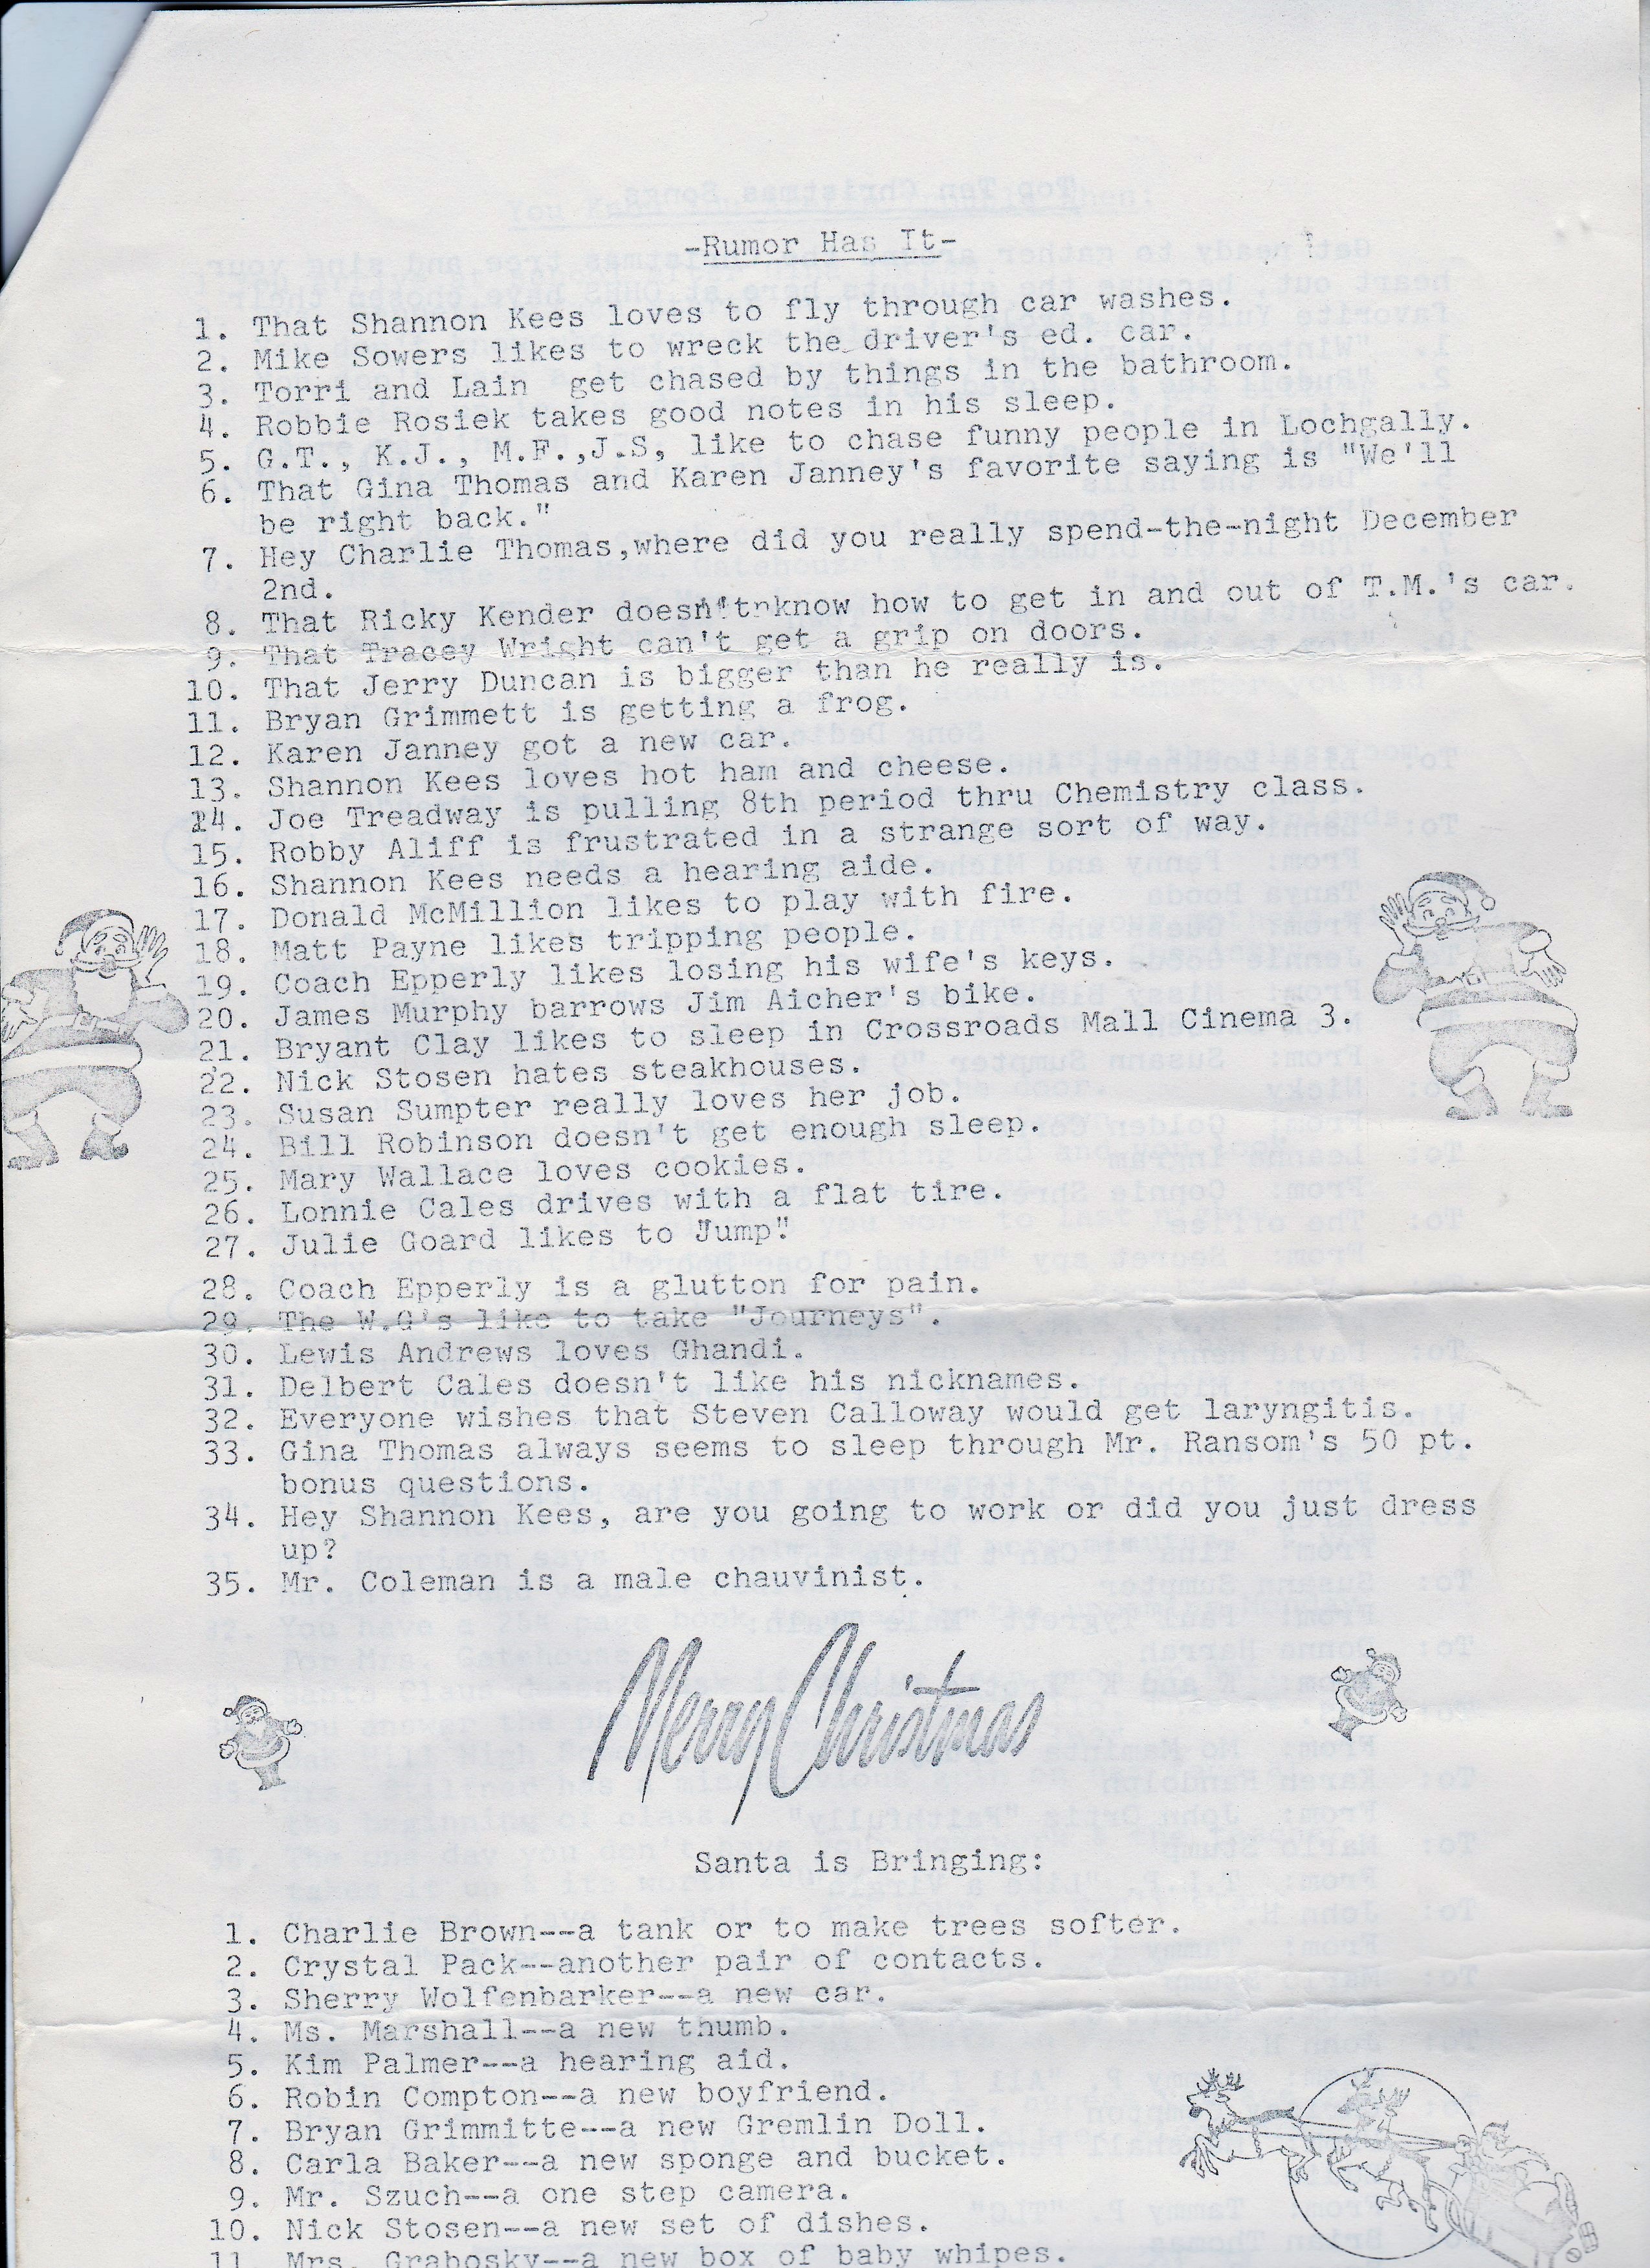 -Rumor Has It-
1. That Shannon Kees loves to fly through car washes.
2. Mike Sowers likes to wreck the driver's ed. car.
3. Torri and Lain get chased by things in the bathroom.
4. Robbie Rosiek takes good notes in his sleep.
5. G.T., K.J., M.F.,J.S, like to chase funny people in Lochgally.
6. That Gina Thomas and Karen Janney's favorite saying is "We'll
be right back."
7. Hey Charlie Thomas,where did you really spend-the-night December
2nd.
8. That Ricky Kender doesn't know how to get in and out of T.M.'s car.
9. That Tracey Wright can't get a grip on doors.
10. That Jerry Duncan is bigger than he really is.
11. Bryan Grimmett is getting a frog.
12. Karen Janney got a new car.
13. Shannon Kees loves hot ham and cheese.
14. Joe Treadway is pulling 8th period thru Chemistry class.
15. Robby Aliff is frustrated in a strange sort of way.
16. Shannon Kees needs a hearing aide.
17. Donald McMillion likes to play with fire.
18. Matt Payne likes tripping people.
19. Coach Epperly likes losing his wife's keys.
20. James Murphy barrows Jim Aicher's bike.
21. Bryant Clay likes to sleep in Crossroads Mall Cinema 3.
22. Nick Stosen hates steakhouses.
23. Susan Sumpter really loves her job.
24. Bill Robinson doesn't get enough sleep.
25. Mary Wallace loves cookies.
26. Lonnie Cales drives with a flat tire.
27. Julie Goard likes to "Jump".
28. Coach Epperly is a glutton for pain.
29. The W.G's like to take "Journeys".
30. Lewis Andrews loves Ghandi.
31. Delbert Cales doesn't like his nicknames.
32. Everyone wishes that Steven Calloway would get laryngitis.
33. Gina Thomas always seems to sleep through Mr. Ransom's 50 pt.
bonus questions.
34. Hey Shannon Kees, are you going to work or did you just dress
up?
35. Mr. Coleman is a male chauvinist.
Merry Christmas
Santa is Bringing:
1. Charlie Brown--a tank or to make trees softer.
2. Crystal Pack--another pair of contacts.
3. Sherry Wolfenbarker--a new car.
4. Ms. Marshall--a new thumb.
5. Kim Palmer--a hearing aid.
6. Robin Compton--a new boyfriend.
7. Bryan Grimmitte--a new Gremlin Doll.
8. Carla Baker--a new sponge and bucket.
9. Mr. Szuch--a one step camera.
10. Nick Stosen--a new set of dishes.
11. Mrs. Grabosky--a new box of baby whipes.